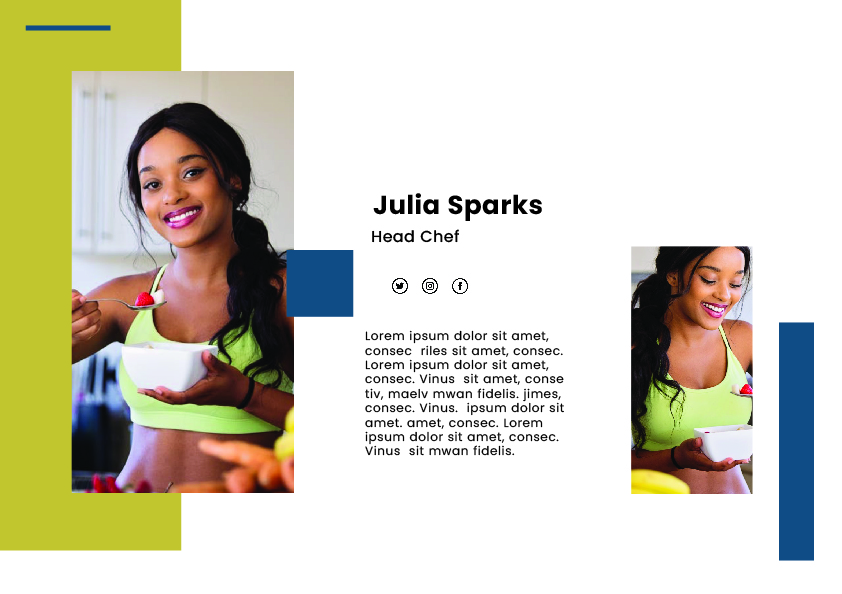 Julia Sparks
Head Chef
Lorem ipsum dolor sit amet,
consec  riles sit amet, consec.
Lorem ipsum dolor sit amet,
consec. Vinus  sit amet, conse
tiv, maelv mwan fidelis. jimes,
consec. Vinus.  ipsum dolor sit
amet. amet, consec. Lorem
ipsum dolor sit amet, consec.
Vinus  sit mwan fidelis.